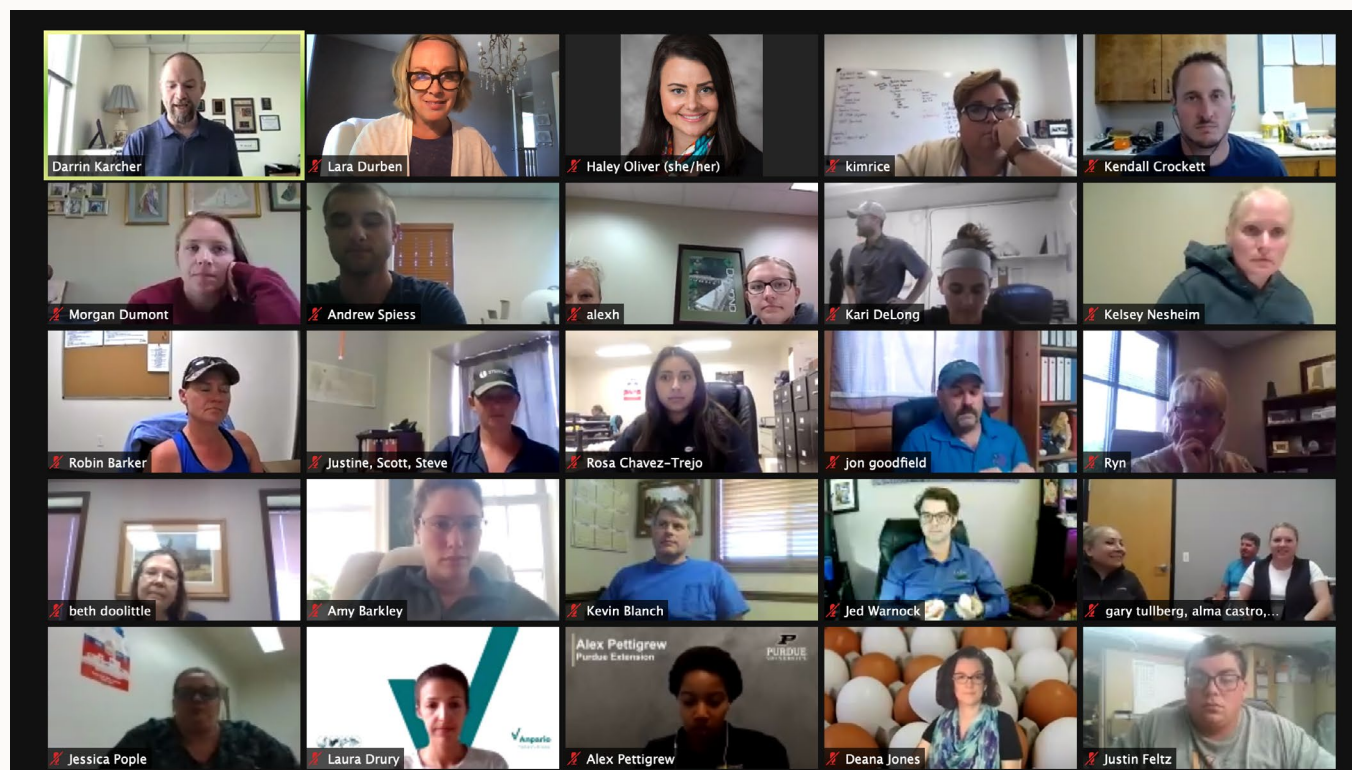 Darrin Karcher
Lara Durben
Haley Oliver (she/her)
kimrice
Kendall Crockett
Morgan Dumont
Andrew Spiess
alexh
Kari DeLong
Kelsey Nesheim
Robin Barker
Justine, Scott, Steve
Rosa Chavez-Trejo
jon goodfield
Ryn
beth doolittle
Amy Barkley
Kevin Blanch
Jed Warnock
gary tullberg, alma castro,...
Jessica Pople
Anpario
Laura Drury
Alex Pettigrew
Purdue Extension
P
PURDUE
UNIVERSITY
Alex Pettigrew
Deana Jones
Justin Feltz